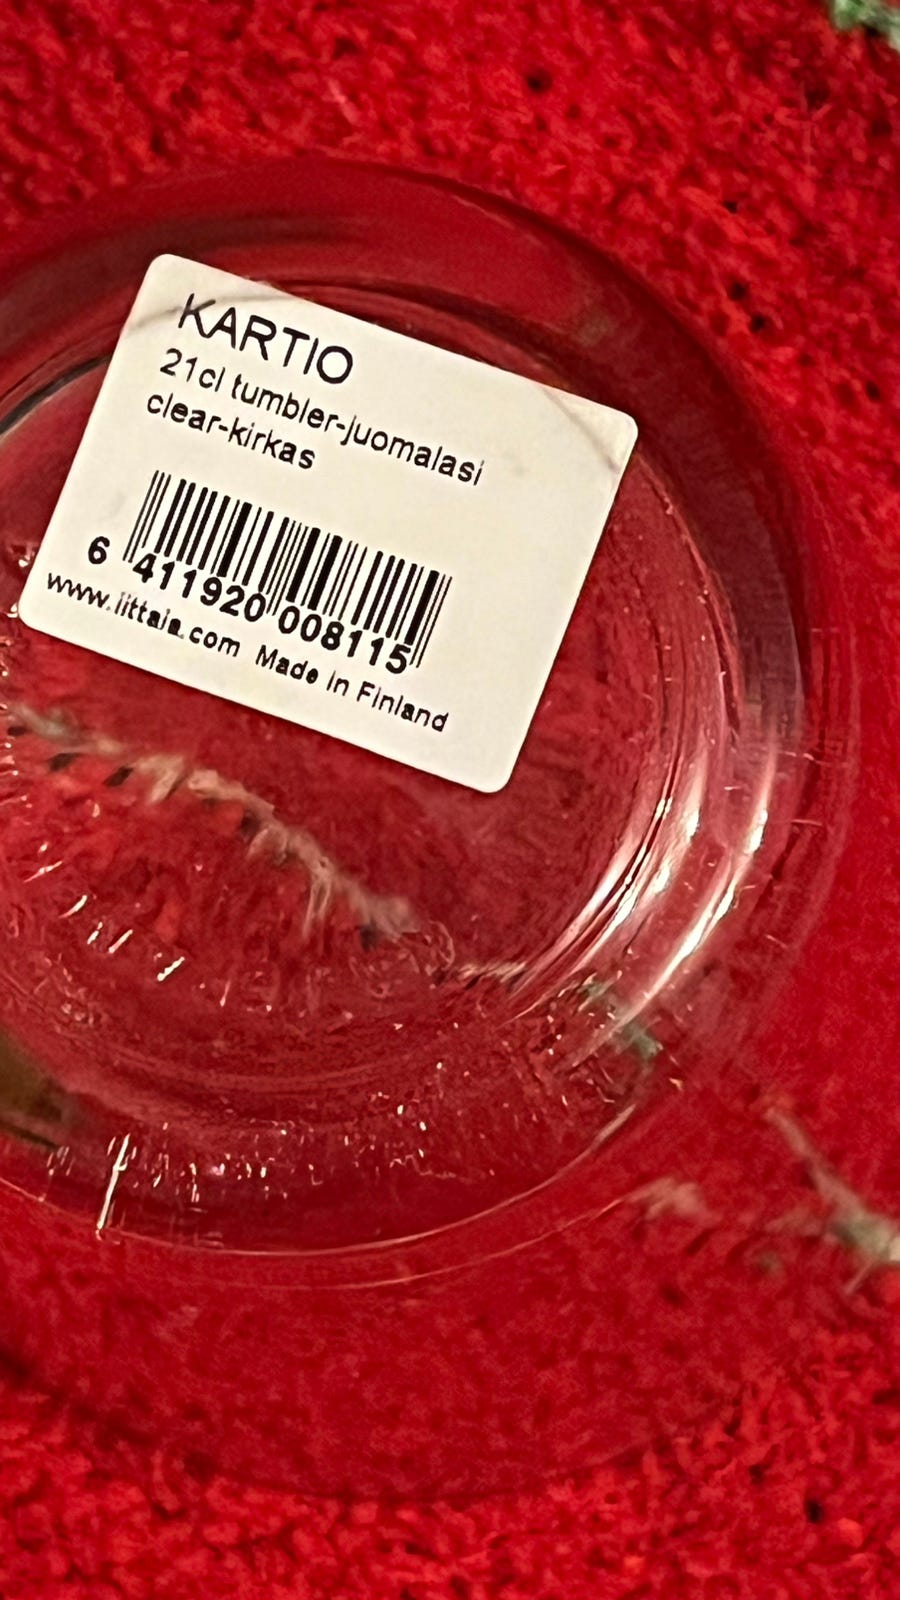 KARTIO
21cl tumbler-juomalasi
clear-kirkas
6 411920 008115
www.iittala.com Made in Finland